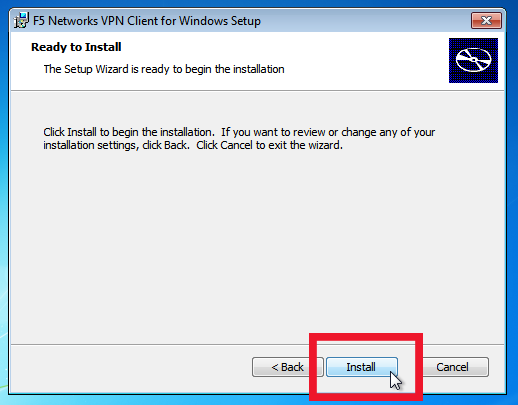 F5 Networks VPN Client for Windows Setup
Ready to Install
The Setup Wizard is ready to begin the installation
Click Install to begin the installation.  If you want to review or change any of your
installation settings, click Back.  Click Cancel to exit the wizard.
< Back Install Cancel